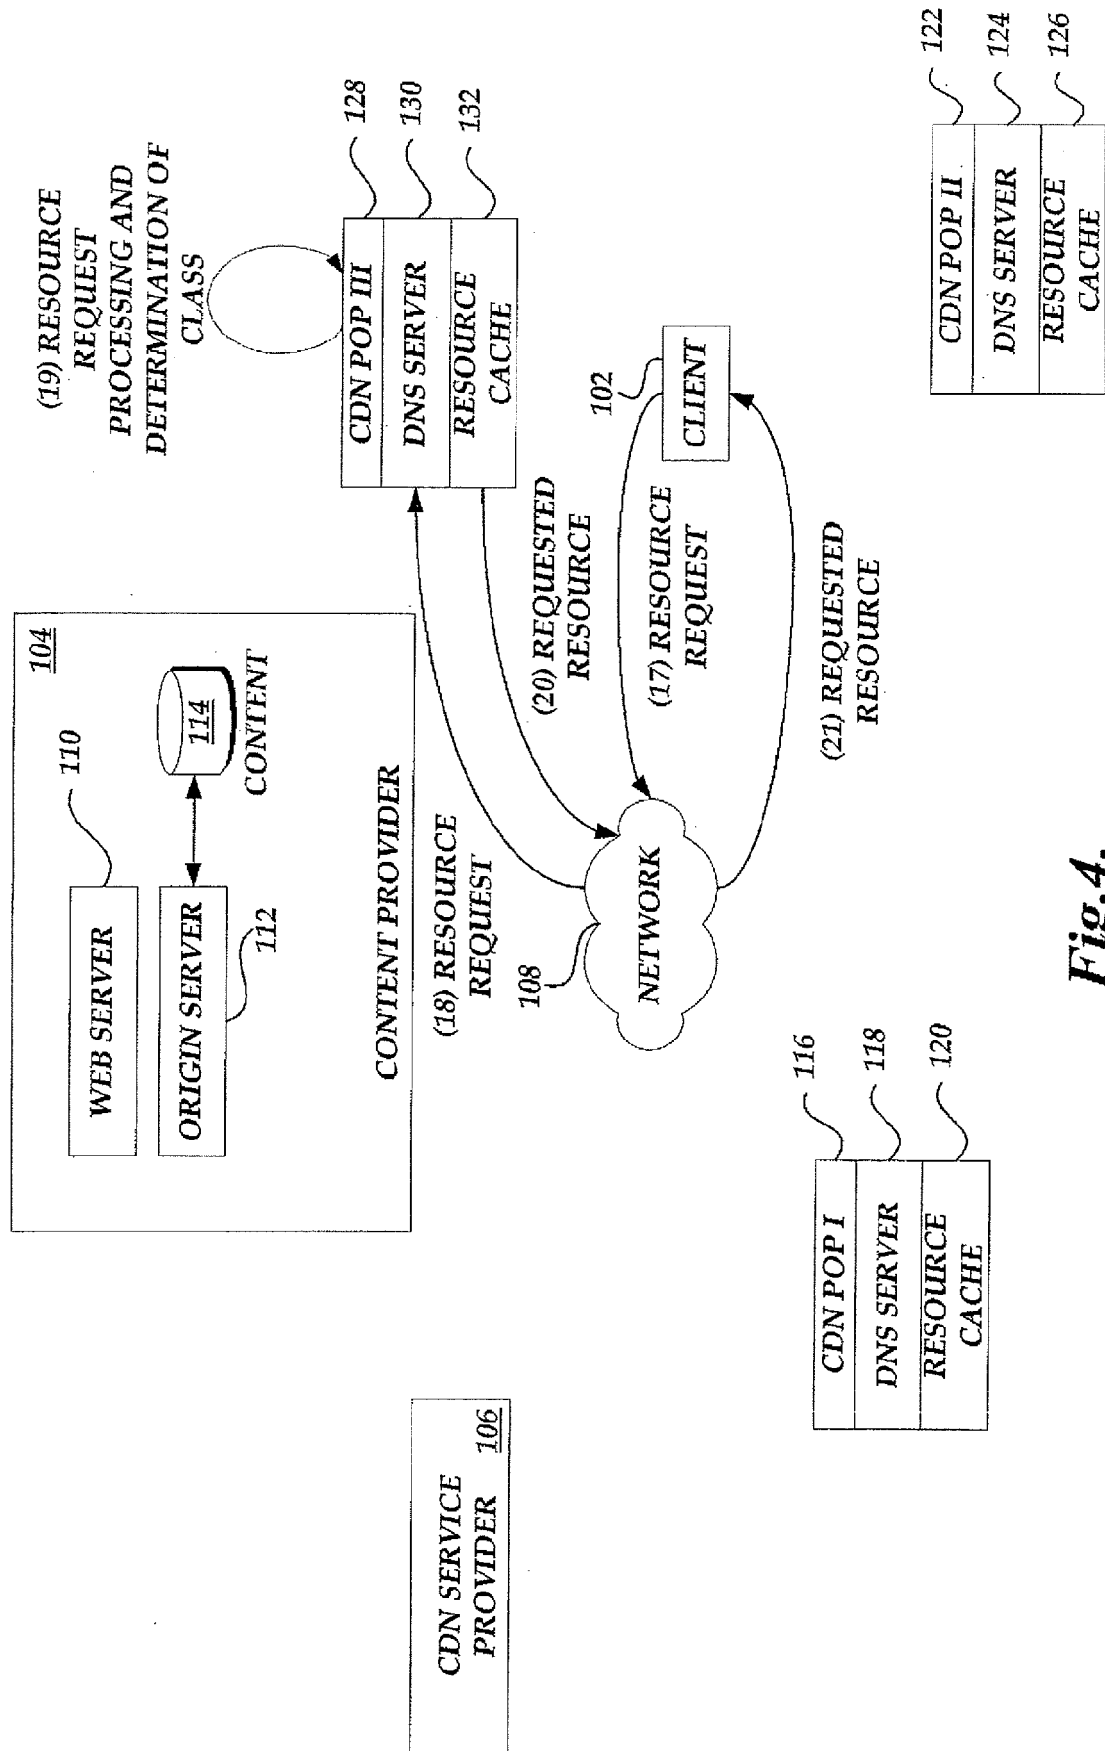 (19) RESOURCE
REQUEST
PROCESSING AND
DETERMINATION OF
CLASS
104
WEB SERVER
110
ORIGIN SERVER
112
114
CONTENT
CONTENT PROVIDER
CDN POP III
128
DNS SERVER
130
RESOURCE
CACHE
132
CDN SERVICE
PROVIDER
106
(18) RESOURCE
REQUEST
(20) REQUESTED
RESOURCE
108
NETWORK
(17) RESOURCE
REQUEST
102
CLIENT
(21) REQUESTED
RESOURCE
CDN POP I
116
DNS SERVER
118
RESOURCE
CACHE
120
CDN POP II
122
DNS SERVER
124
RESOURCE
CACHE
126
Fig.4.